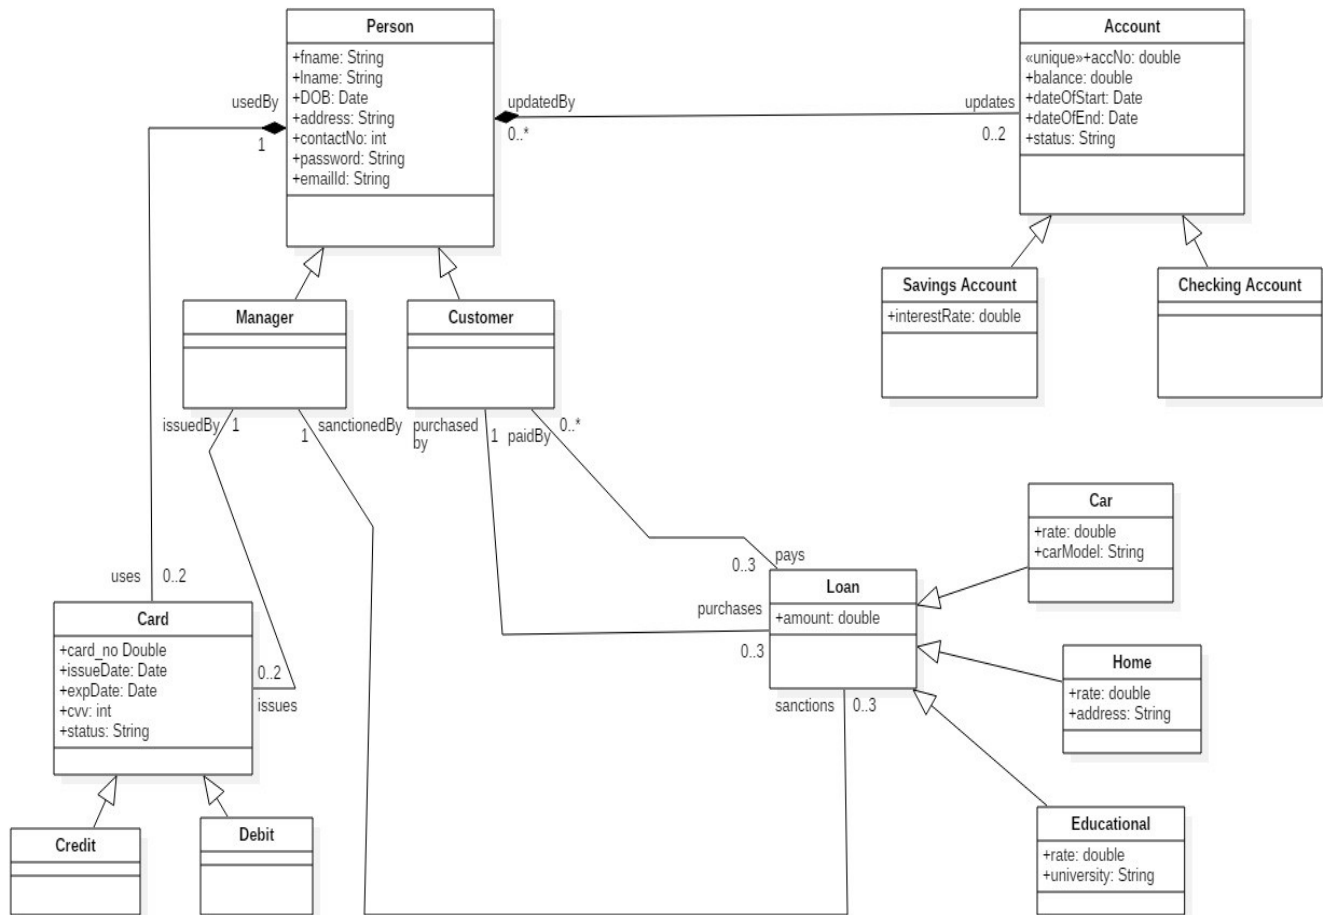 Person
+fname: String
+lname: String
+DOB: Date
+address: String
+contactNo: int
+password: String
+emailId: String
usedBy
1
updatedBy
0..*
updates
0..2
Account
«unique»+accNo: double
+balance: double
+dateOfStart: Date
+dateOfEnd: Date
+status: String
Savings Account
+interestRate: double
Checking Account
Manager
Customer
issuedBy
1
1
sanctionedBy
purchased
by
1
paidBy
0..*
uses
0..2
Card
+card_no Double
+issueDate: Date
+expDate: Date
+cvv: int
+status: String
0..2
issues
Credit
Debit
0..3
pays
purchases
0..3
Loan
+amount: double
sanctions
0..3
Car
+rate: double
+carModel: String
Home
+rate: double
+address: String
Educational
+rate: double
+university: String